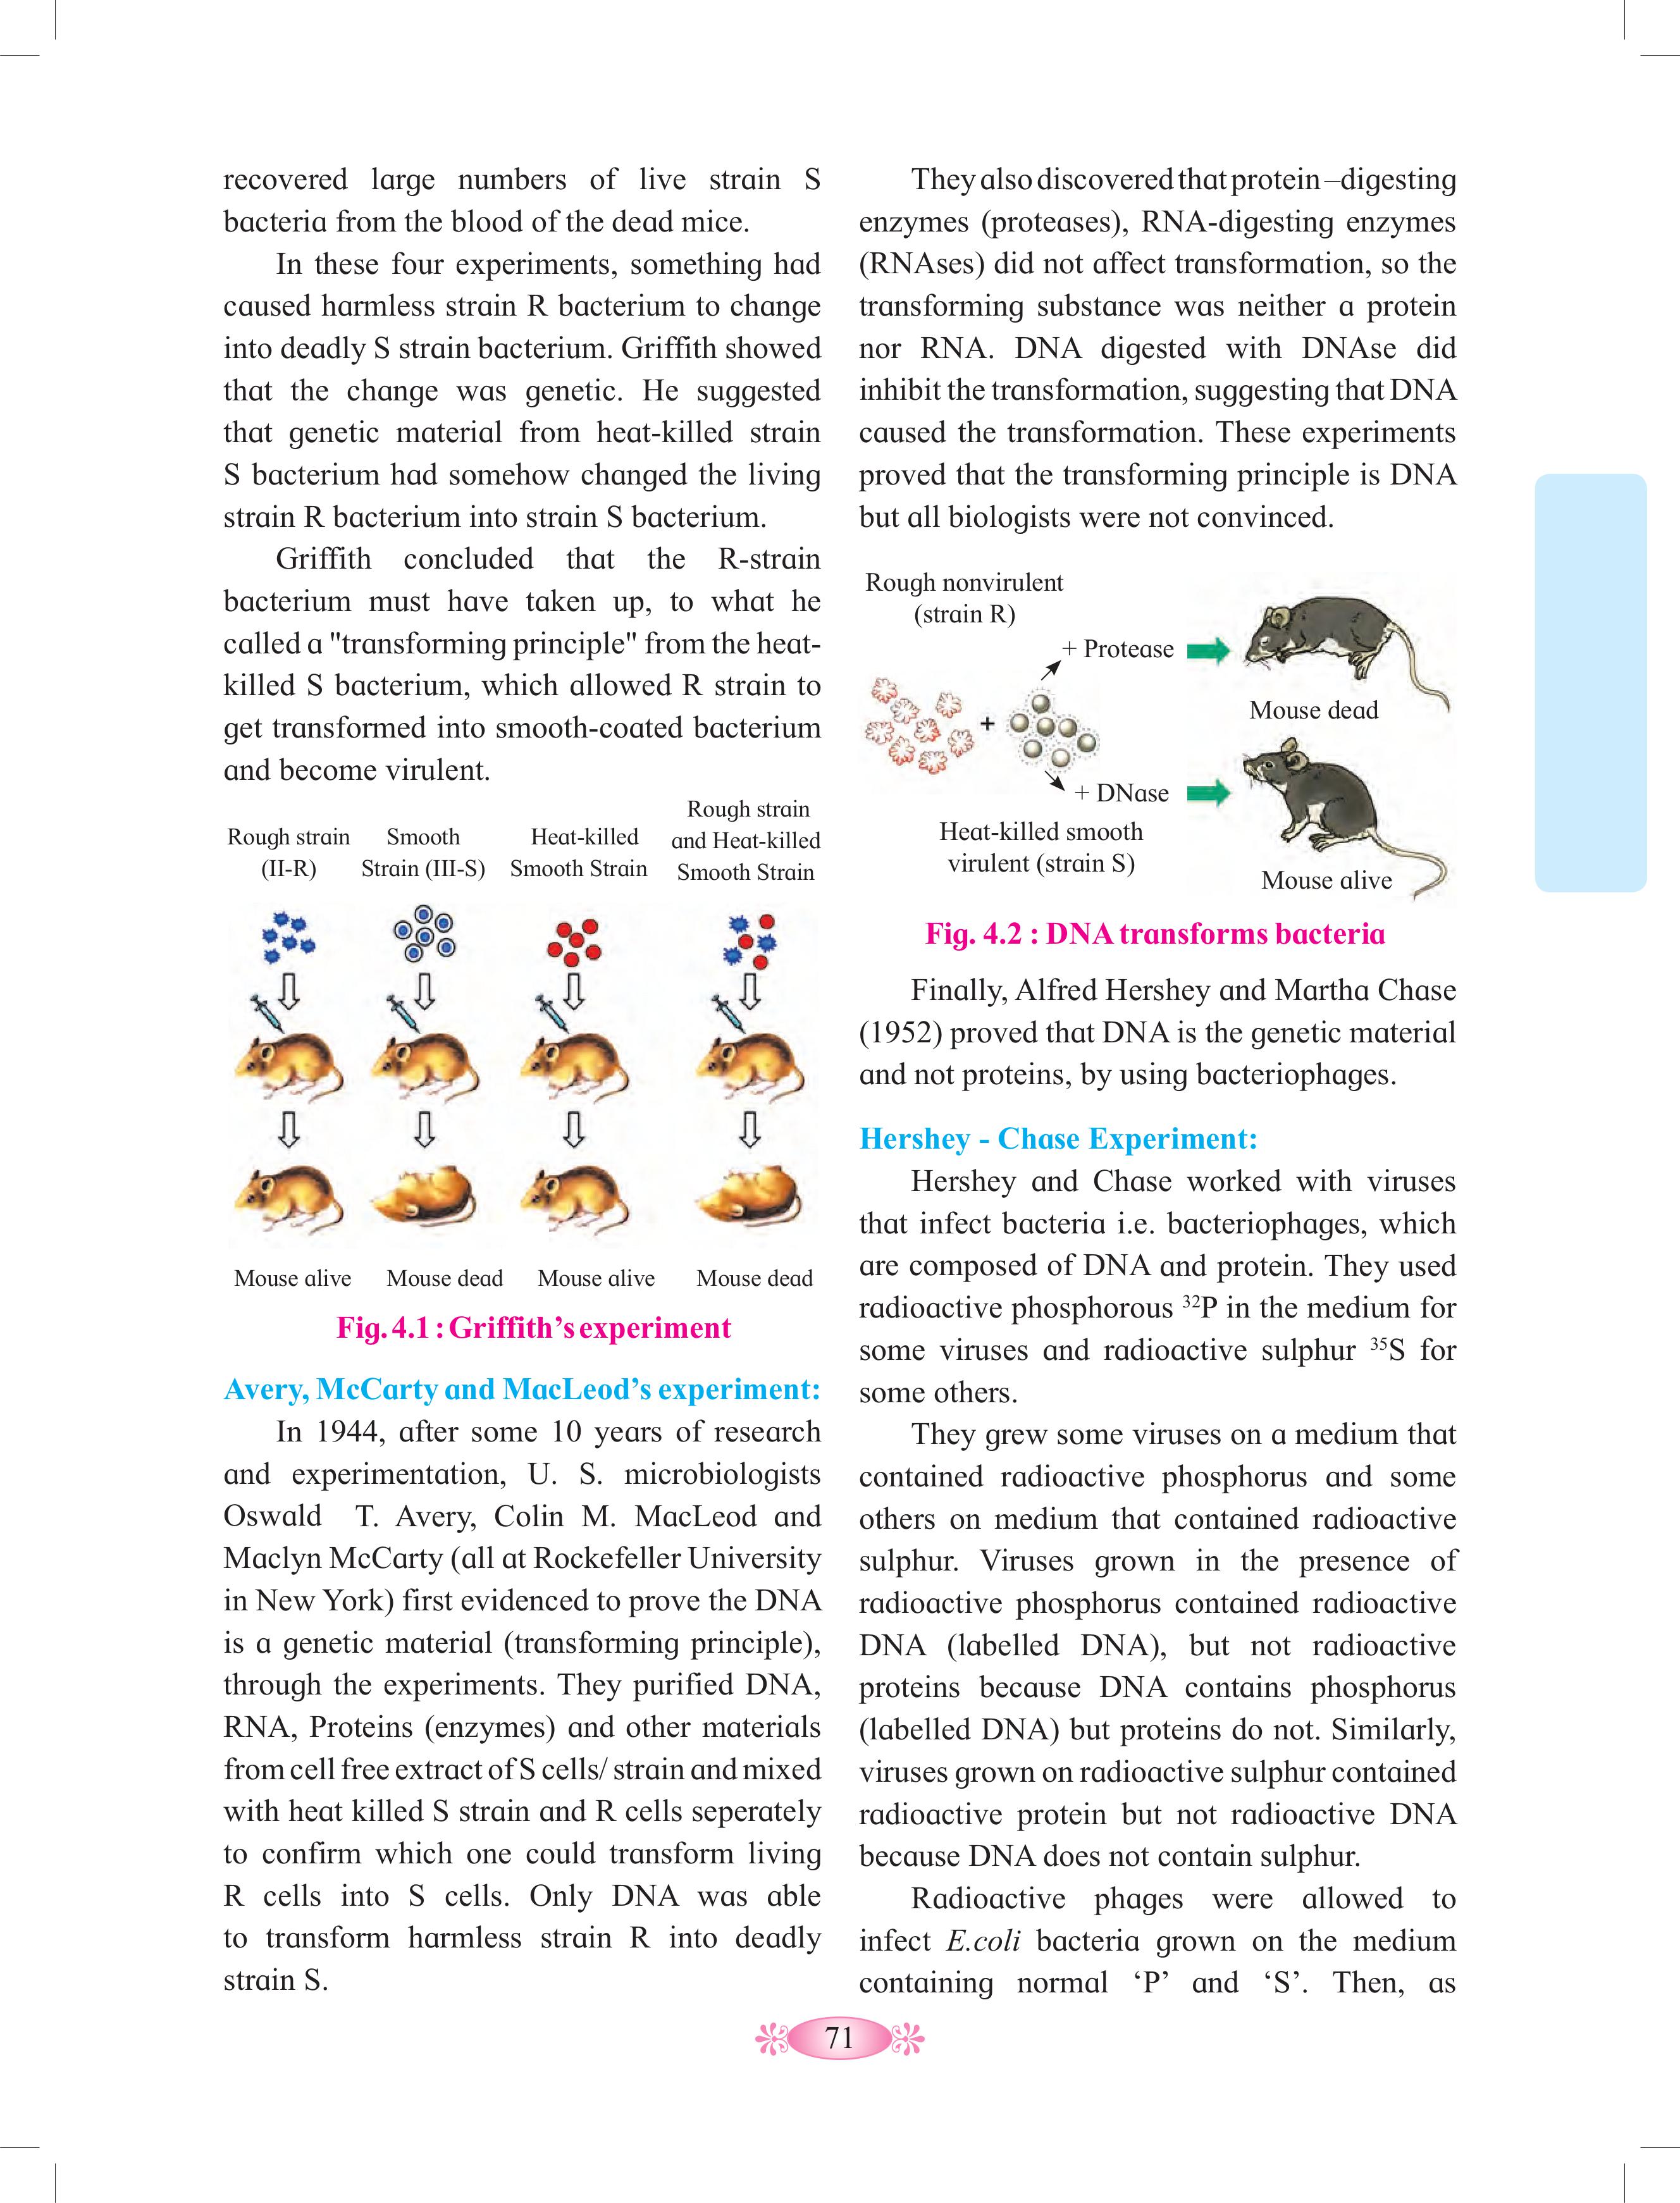 recovered large numbers of live strain S
bacteria from the blood of the dead mice.
In these four experiments, something had
caused harmless strain R bacterium to change
into deadly S strain bacterium. Griffith showed
that the change was genetic. He suggested
that genetic material from heat-killed strain
S bacterium had somehow changed the living
strain R bacterium into strain S bacterium.
Griffith concluded that the R-strain
bacterium must have taken up, to what he
called a "transforming principle" from the heat-
killed S bacterium, which allowed R strain to
get transformed into smooth-coated bacterium
and become virulent.
Rough strain
(II-R)
Smooth
Strain (III-S)
Heat-killed
Smooth Strain
Rough strain
and Heat-killed
Smooth Strain
Mouse alive
Mouse dead
Mouse alive
Mouse dead
Fig. 4.1 : Griffith’s experiment
Avery, McCarty and MacLeod’s experiment:
In 1944, after some 10 years of research
and experimentation, U. S. microbiologists
Oswald T. Avery, Colin M. MacLeod and
Maclyn McCarty (all at Rockefeller University
in New York) first evidenced to prove the DNA
is a genetic material (transforming principle),
through the experiments. They purified DNA,
RNA, Proteins (enzymes) and other materials
from cell free extract of S cells/ strain and mixed
with heat killed S strain and R cells seperately
to confirm which one could transform living
R cells into S cells. Only DNA was able
to transform harmless strain R into deadly
strain S.
They also discovered that protein –digesting
enzymes (proteases), RNA-digesting enzymes
(RNAses) did not affect transformation, so the
transforming substance was neither a protein
nor RNA. DNA digested with DNAse did
inhibit the transformation, suggesting that DNA
caused the transformation. These experiments
proved that the transforming principle is DNA
but all biologists were not convinced.
Rough nonvirulent
(strain R)
+ Protease
Mouse dead
+
+ DNase
Heat-killed smooth
virulent (strain S)
Mouse alive
Fig. 4.2 : DNA transforms bacteria
Finally, Alfred Hershey and Martha Chase
(1952) proved that DNA is the genetic material
and not proteins, by using bacteriophages.
Hershey - Chase Experiment:
Hershey and Chase worked with viruses
that infect bacteria i.e. bacteriophages, which
are composed of DNA and protein. They used
radioactive phosphorous ³²P in the medium for
some viruses and radioactive sulphur ³⁵S for
some others.
They grew some viruses on a medium that
contained radioactive phosphorus and some
others on medium that contained radioactive
sulphur. Viruses grown in the presence of
radioactive phosphorus contained radioactive
DNA (labelled DNA), but not radioactive
proteins because DNA contains phosphorus
(labelled DNA) but proteins do not. Similarly,
viruses grown on radioactive sulphur contained
radioactive protein but not radioactive DNA
because DNA does not contain sulphur.
Radioactive phages were allowed to
infect E.coli bacteria grown on the medium
containing normal ‘P’ and ‘S’. Then, as
71